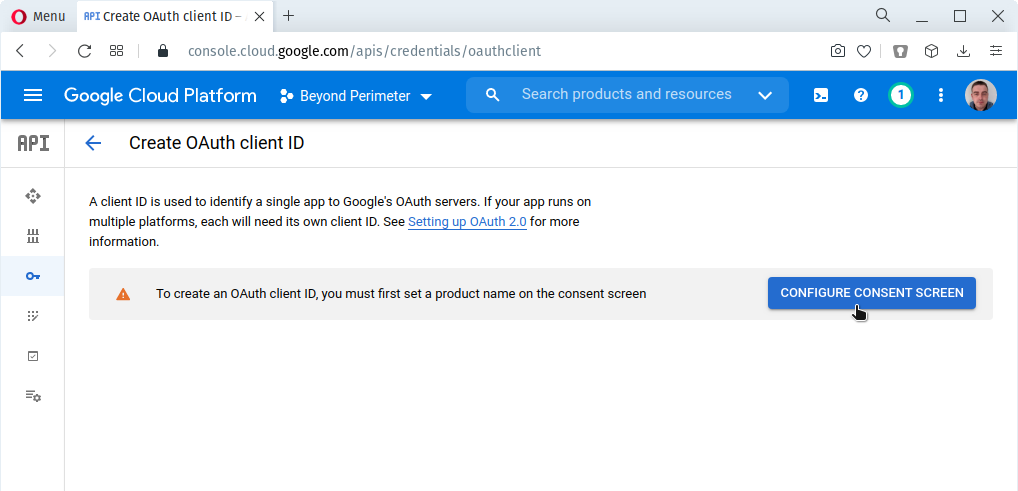 Menu
API Create OAuth client ID –
console.cloud.google.com/apis/credentials/oauthclient
Google Cloud Platform
Beyond Perimeter
Search products and resources
1
API
Create OAuth client ID
A client ID is used to identify a single app to Google's OAuth servers. If your app runs on
multiple platforms, each will need its own client ID. See Setting up OAuth 2.0 for more
information.
To create an OAuth client ID, you must first set a product name on the consent screen
CONFIGURE CONSENT SCREEN